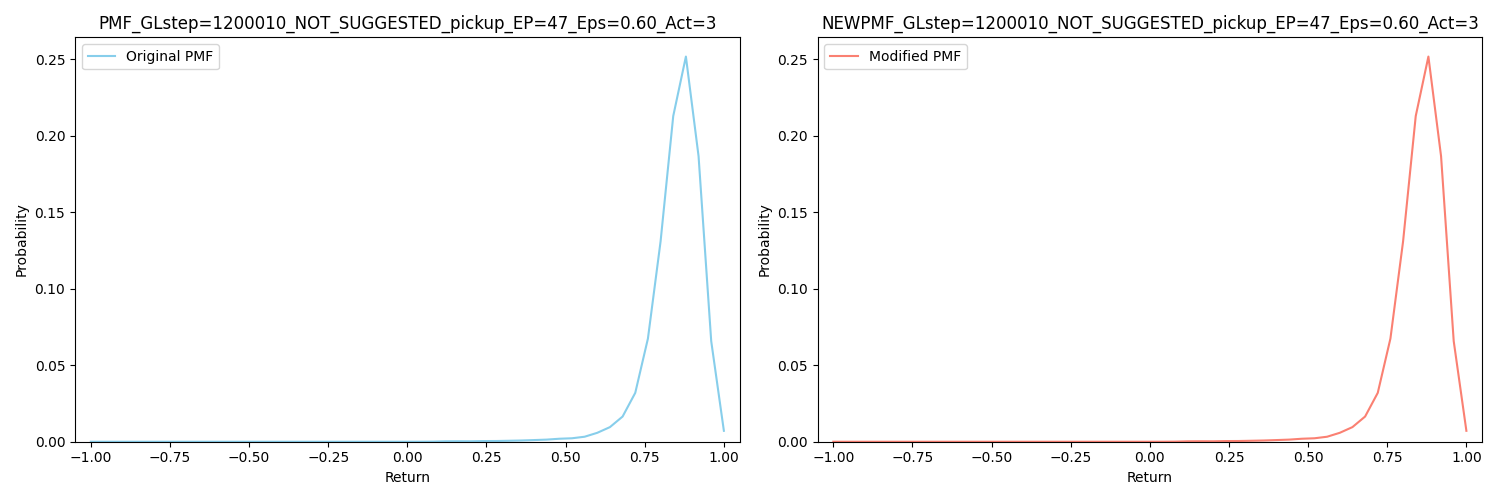 PMF_GLstep=1200010_NOT_SUGGESTED_pickup_EP=47_Eps=0.60_Act=3
Original PMF
0.25
0.20
0.15
0.10
0.05
0.00
Probability
−1.00 −0.75 −0.50 −0.25 0.00 0.25 0.50 0.75 1.00
Return
NEWPMF_GLstep=1200010_NOT_SUGGESTED_pickup_EP=47_Eps=0.60_Act=3
Modified PMF
0.25
0.20
0.15
0.10
0.05
0.00
Probability
−1.00 −0.75 −0.50 −0.25 0.00 0.25 0.50 0.75 1.00
Return